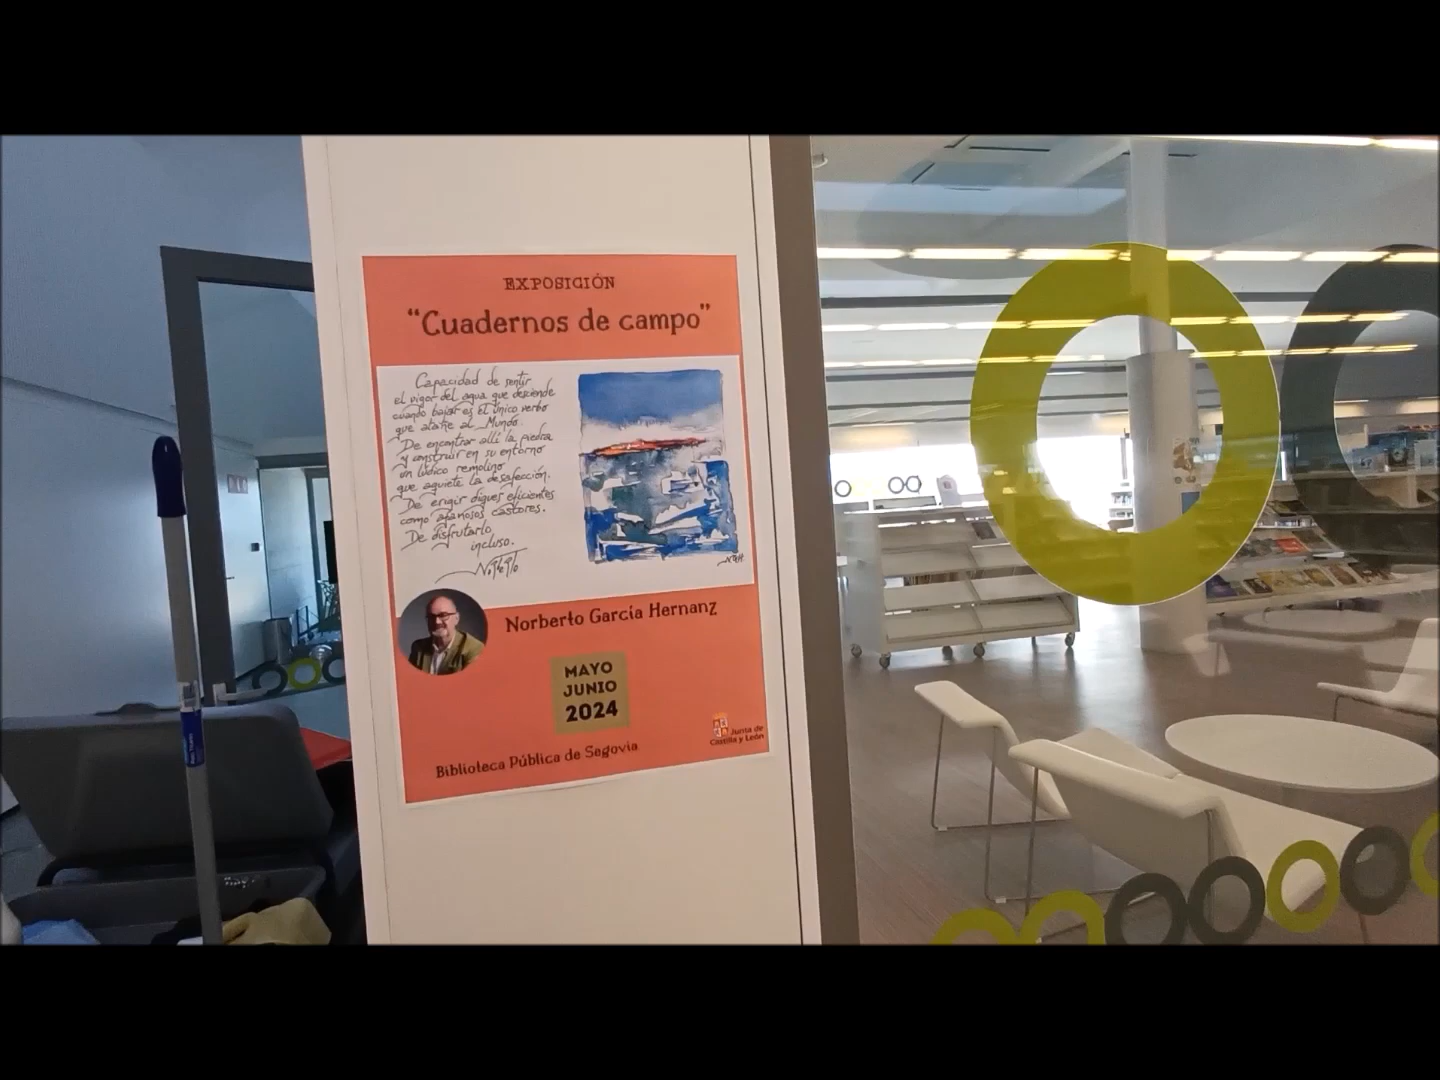 EXPOSICIÓN
“Cuadernos de campo”
Capacidad de sentir
el vigor del agua que desciende
cuando bajar es el único verbo
que atañe al Mundo.
De encontrar allí la piedra
y construir en su entorno
un lúdico remolino
que aquiete la desafección.
De erigir diques eficientes
como afanosos castores.
De disfrutarlo,
incluso.
Norberto
Norberto García Hernanz
MAYO
JUNIO
2024
Junta de
Castilla y León
Biblioteca Pública de Segovia